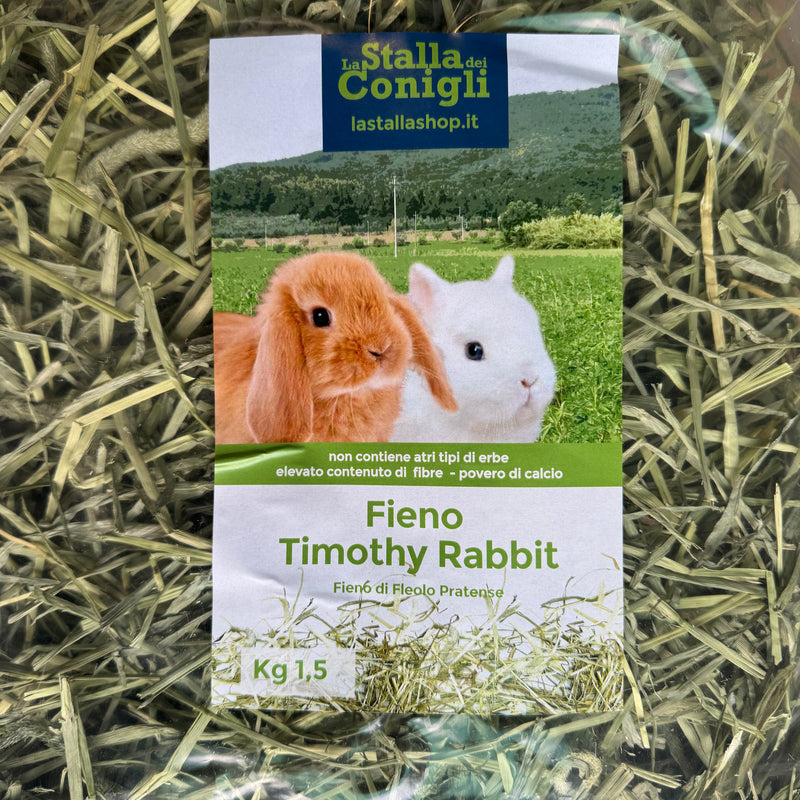 La Stalla dei
Conigli
lastallashop.it
non contiene atri tipi di erbe
elevato contenuto di fibre - povero di calcio
Fieno
Timothy Rabbit
Fieno di Fleolo Pratense
Kg 1,5